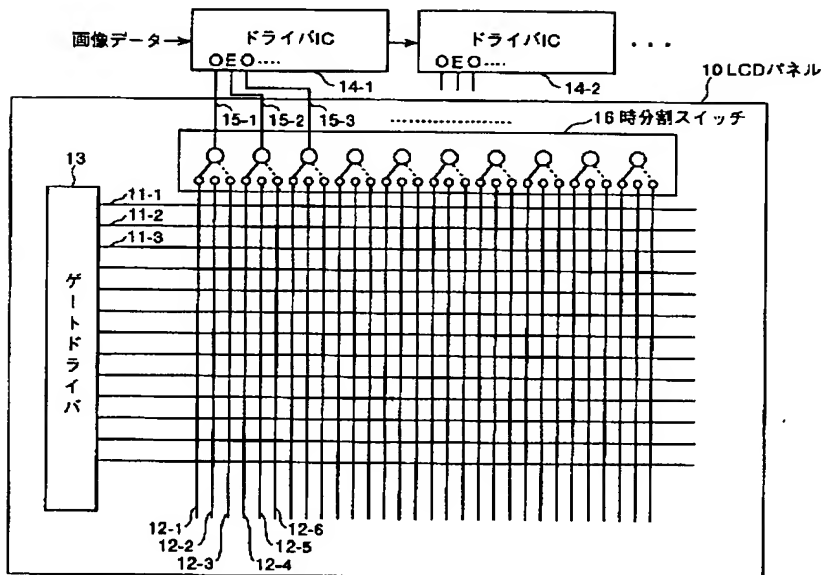 画像データ
ドライバIC
O E O ‥‥
14-1
ドライバIC
O E O ‥‥
14-2
・・・
10 LCDパネル
15-1
15-2
15-3
16 時分割スイッチ
13
ゲートドライバ
11-1
11-2
11-3
12-1
12-2
12-3
12-4
12-5
12-6